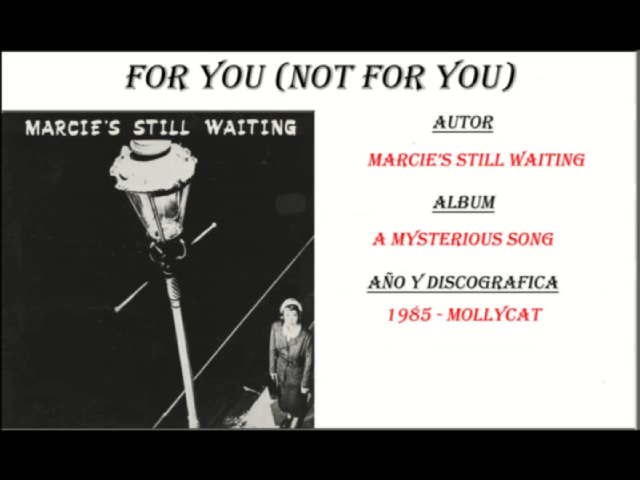 FOR YOU (NOT FOR YOU)
MARCIE'S STILL WAITING
AUTOR
MARCIE'S STILL WAITING
ALBUM
A MYSTERIOUS SONG
AÑO Y DISCOGRAFICA
1985 - MOLLYCAT